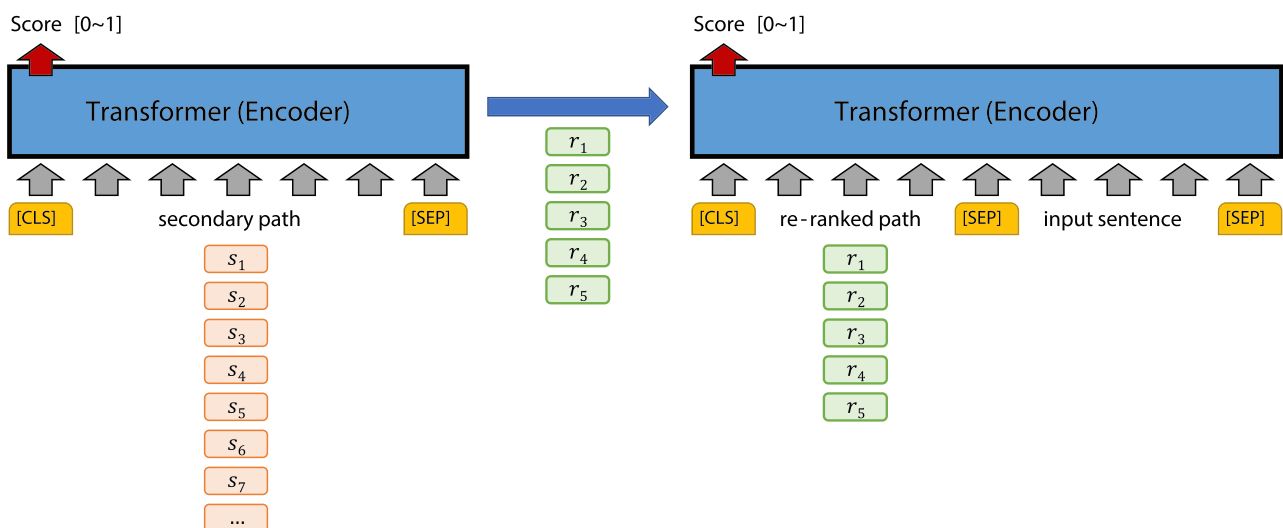 Score [0~1]
Transformer (Encoder)
[CLS] secondary path [SEP]
s₁
s₂
s₃
s₄
s₅
s₆
s₇
...
r₁
r₂
r₃
r₄
r₅
Score [0~1]
Transformer (Encoder)
[CLS] re-ranked path [SEP] input sentence [SEP]
r₁
r₂
r₃
r₄
r₅